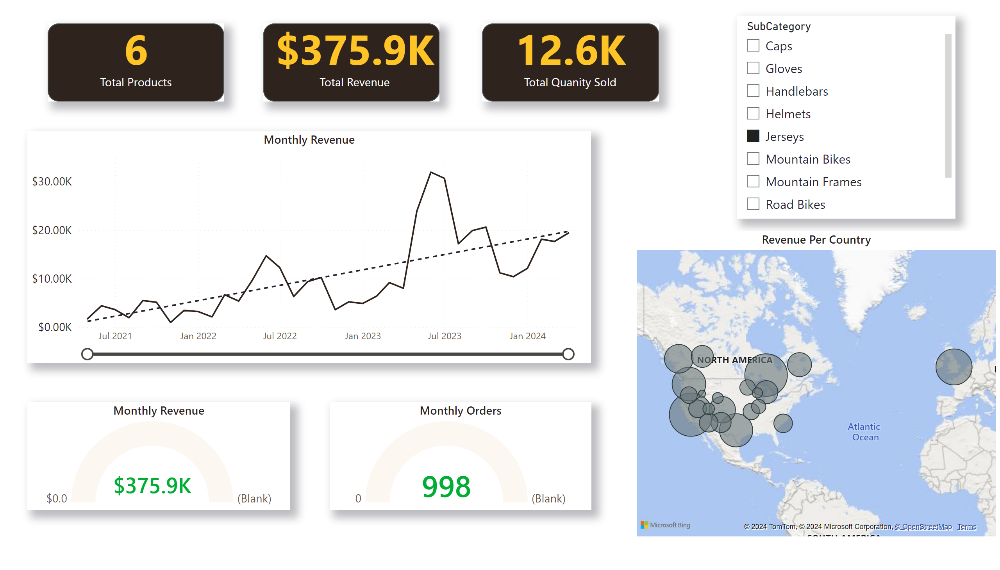 6
Total Products
$375.9K
Total Revenue
12.6K
Total Quanity Sold
SubCategory
Caps
Gloves
Handlebars
Helmets
Jerseys
Mountain Bikes
Mountain Frames
Road Bikes
Monthly Revenue
$30.00K
$20.00K
$10.00K
$0.00K
Jul 2021
Jan 2022
Jul 2022
Jan 2023
Jul 2023
Jan 2024
Revenue Per Country
NORTH AMERICA
Atlantic
Ocean
Microsoft Bing
© 2024 TomTom, © 2024 Microsoft Corporation, © OpenStreetMap Terms
SOUTH AMERICA
Monthly Revenue
$375.9K
$0.0
(Blank)
Monthly Orders
998
0
(Blank)